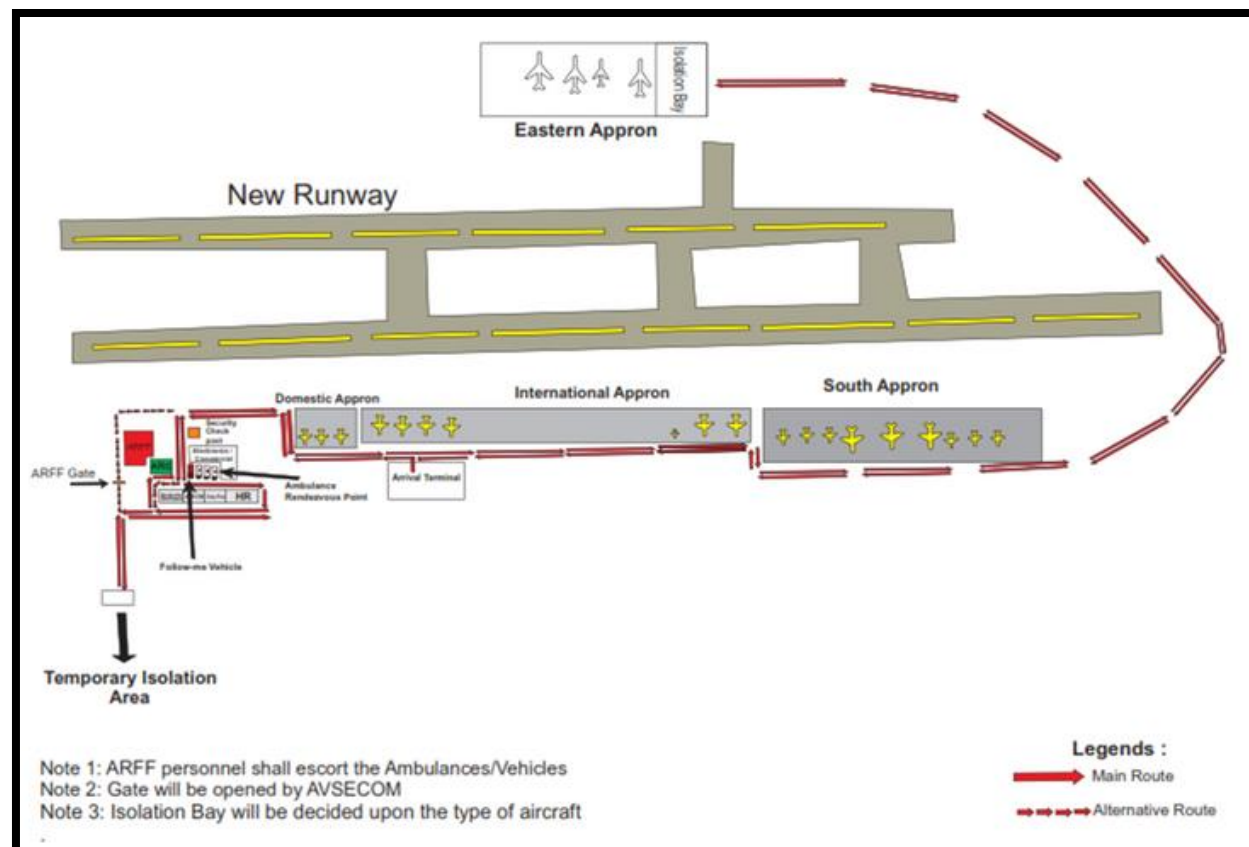 Isolation Bay
Eastern Appron
New Runway
Domestic Appron
International Appron
South Appron
Security
Check
post
ARFF Gate
Ambulance
Rendeavous Point
Arrival Terminal
HR
Follow-me Vehicle
Temporary Isolation
Area
Note 1: ARFF personnel shall escort the Ambulances/Vehicles
Note 2: Gate will be opened by AVSECOM
Note 3: Isolation Bay will be decided upon the type of aircraft
.
Legends :
Main Route
Alternative Route